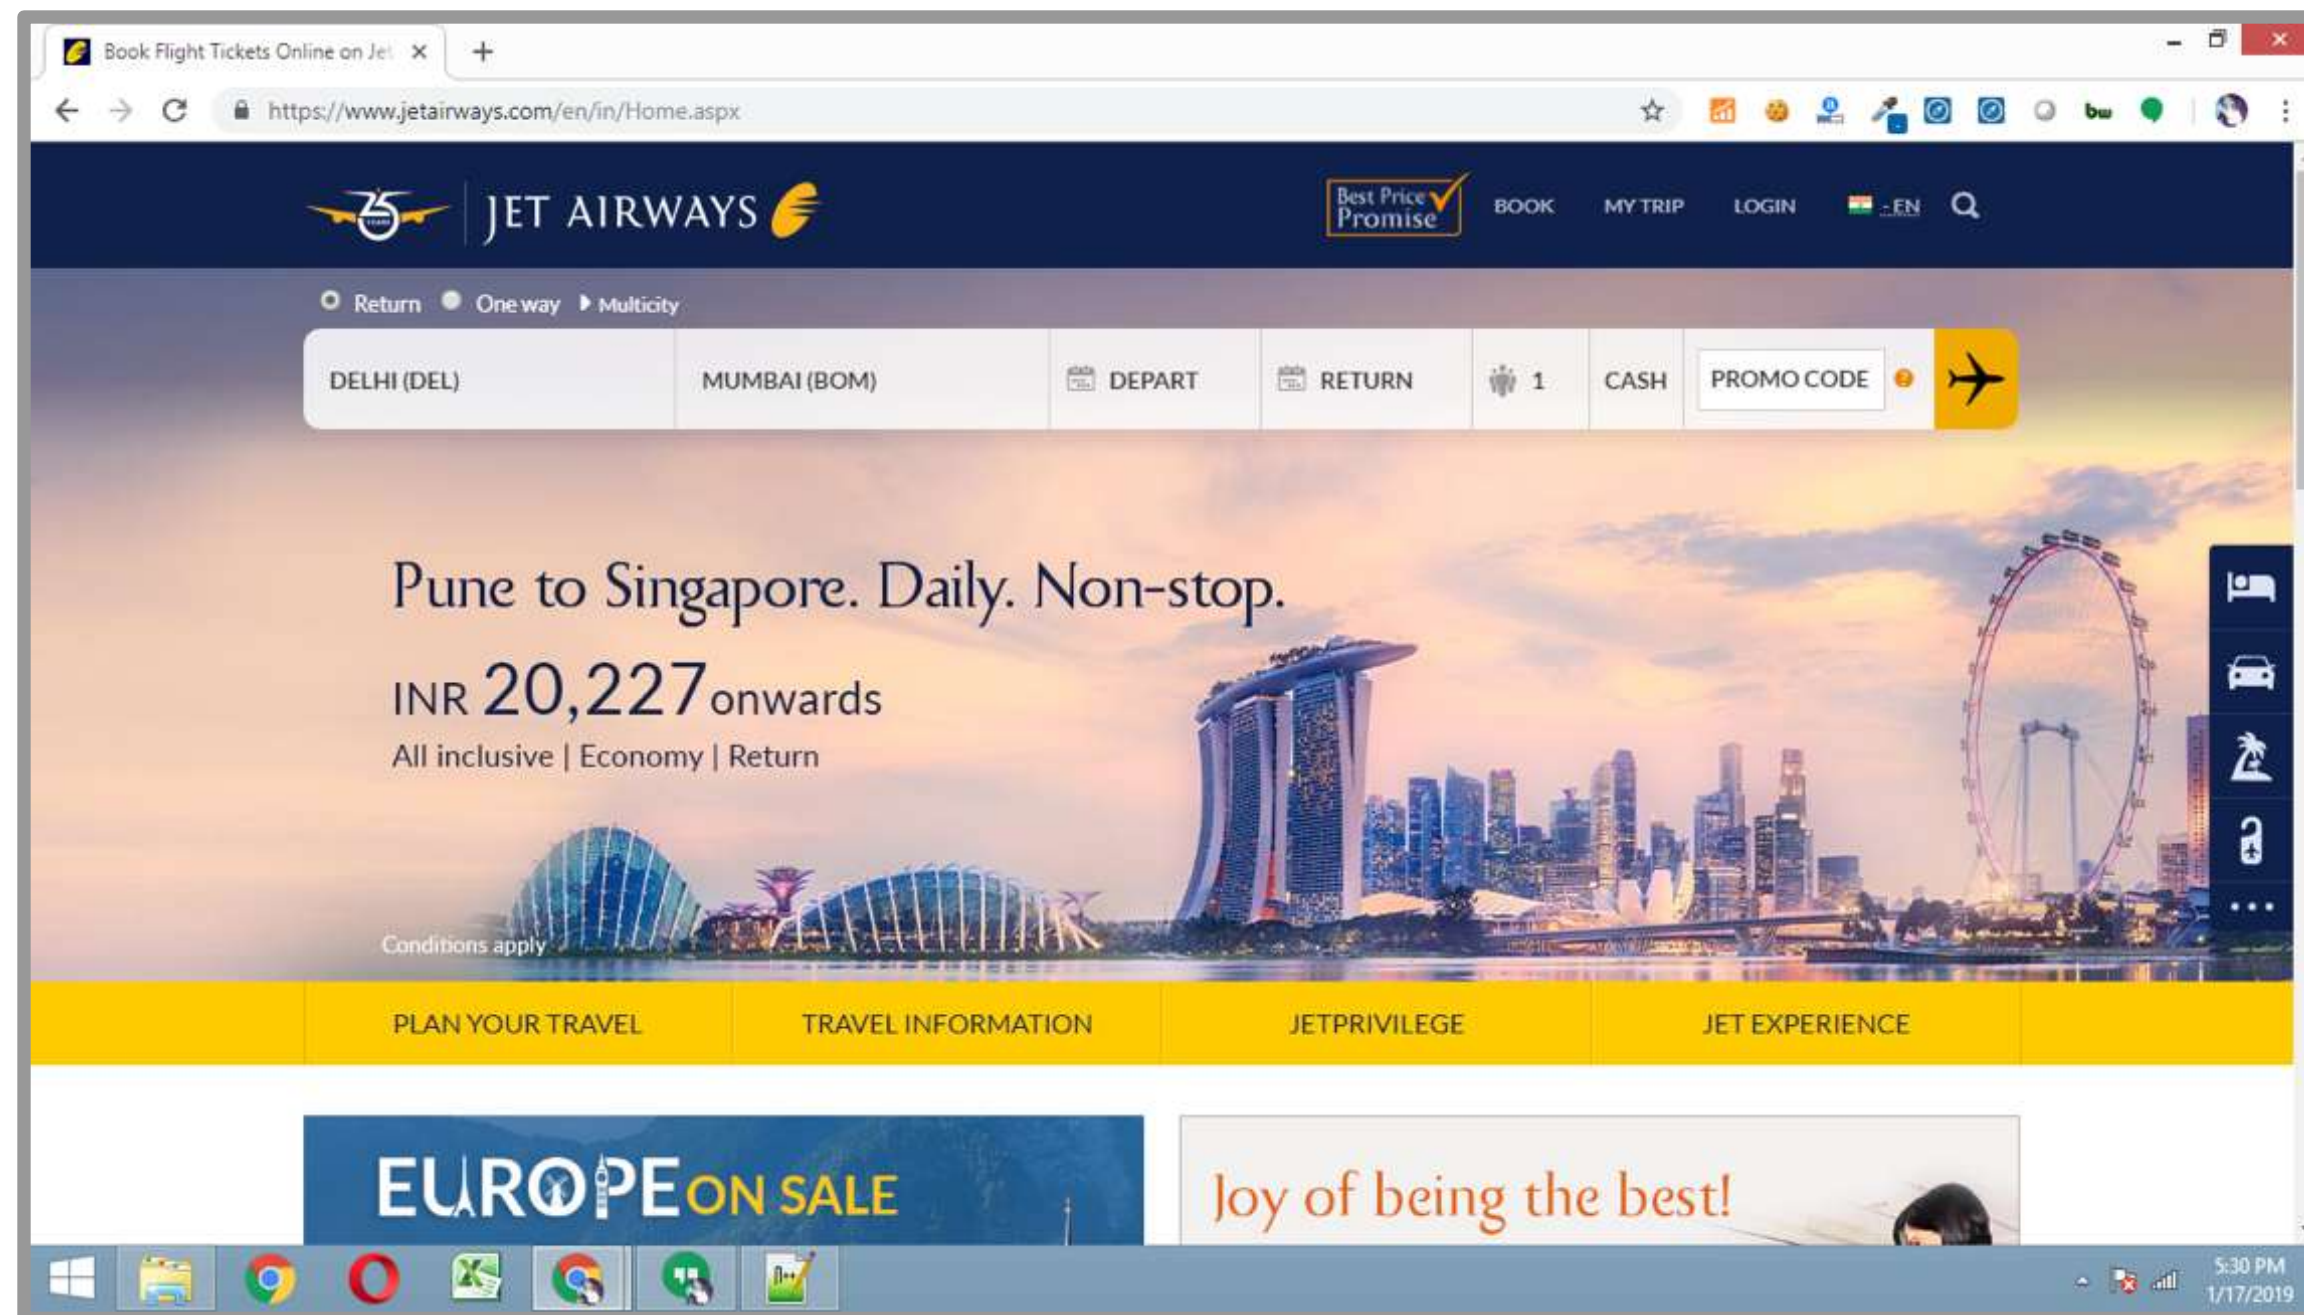 Book Flight Tickets Online on Jet
https://www.jetairways.com/en/in/Home.aspx
bw
25
YEARS
JET AIRWAYS
Best Price
Promise
BOOK
MY TRIP
LOGIN
- EN
Return
One way
Multicity
DELHI (DEL)
MUMBAI (BOM)
DEPART
RETURN
1
CASH
PROMO CODE
?
Pune to Singapore. Daily. Non-stop.
INR 20,227 onwards
All inclusive | Economy | Return
Conditions apply
PLAN YOUR TRAVEL
TRAVEL INFORMATION
JETPRIVILEGE
JET EXPERIENCE
EUROPE ON SALE
Joy of being the best!
5:30 PM
1/17/2019